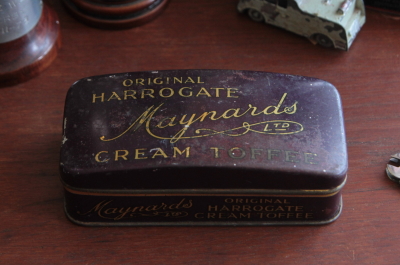 ORIGINAL
HARROGATE
Maynards LTD
CREAM TOFFEE
Maynards LTD
ORIGINAL
HARROGATE
CREAM TOFFEE